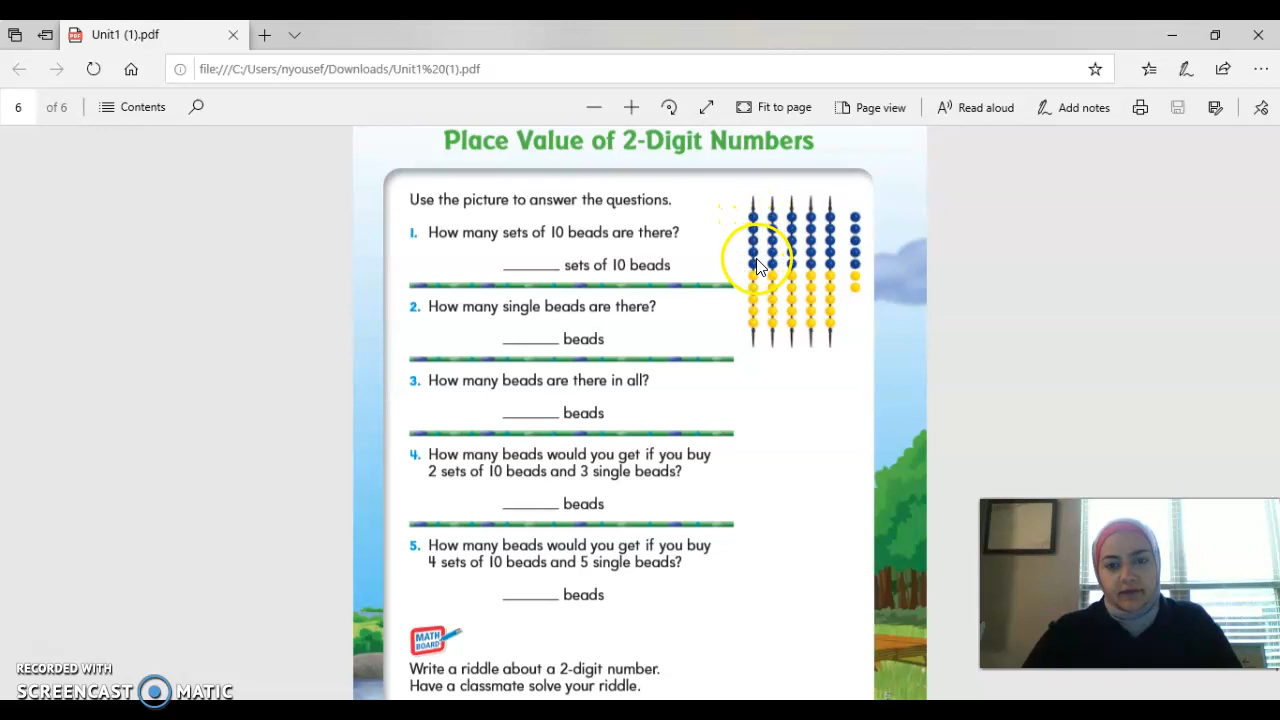 Unit1 (1).pdf
file:///C:/Users/nyousef/Downloads/Unit1%20(1).pdf
6 of 6 Contents Fit to page Page view Read aloud Add notes
Place Value of 2-Digit Numbers
Use the picture to answer the questions.
1. How many sets of 10 beads are there?
______ sets of 10 beads
2. How many single beads are there?
______ beads
3. How many beads are there in all?
______ beads
4. How many beads would you get if you buy
2 sets of 10 beads and 3 single beads?
______ beads
5. How many beads would you get if you buy
4 sets of 10 beads and 5 single beads?
______ beads
MATH
BOARD
Write a riddle about a 2-digit number.
Have a classmate solve your riddle.
RECORDED WITH
SCREENCAST MATIC